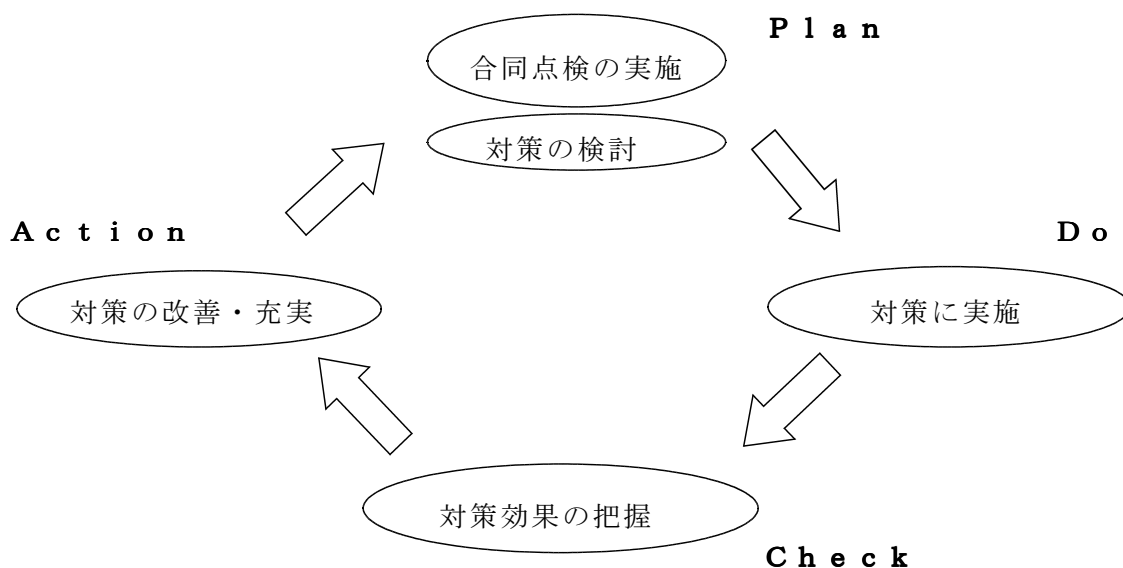 Ｐｌａｎ
合同点検の実施
対策の検討
Ａｃｔｉｏｎ
Ｄｏ
対策の改善・充実
対策に実施
対策効果の把握
Ｃｈｅｃｋ